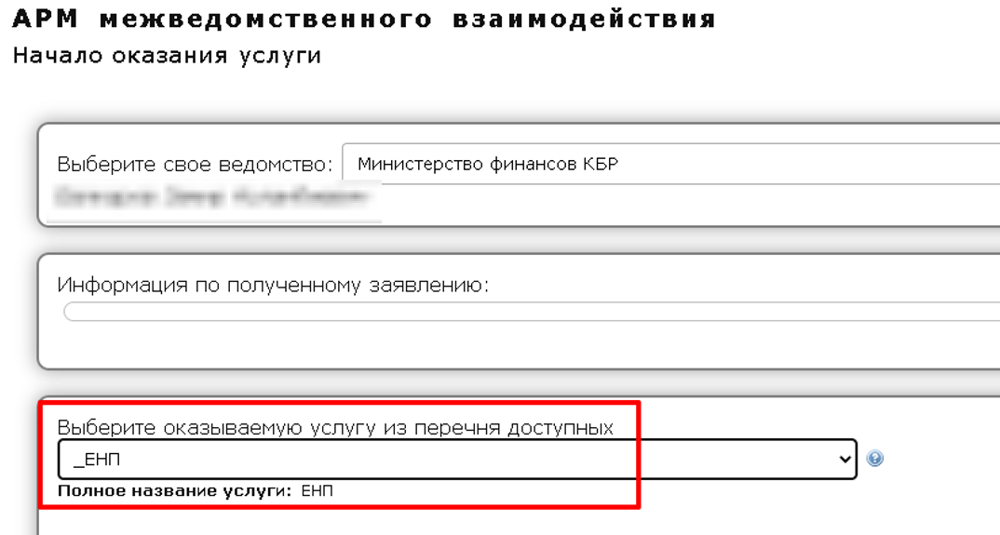 АРМ межведомственного взаимодействия
Начало оказания услуги
Выберите свое ведомство: Министерство финансов КБР
Информация по полученному заявлению:
Выберите оказываемую услугу из перечня доступных
_ЕНП
Полное название услуги: ЕНП